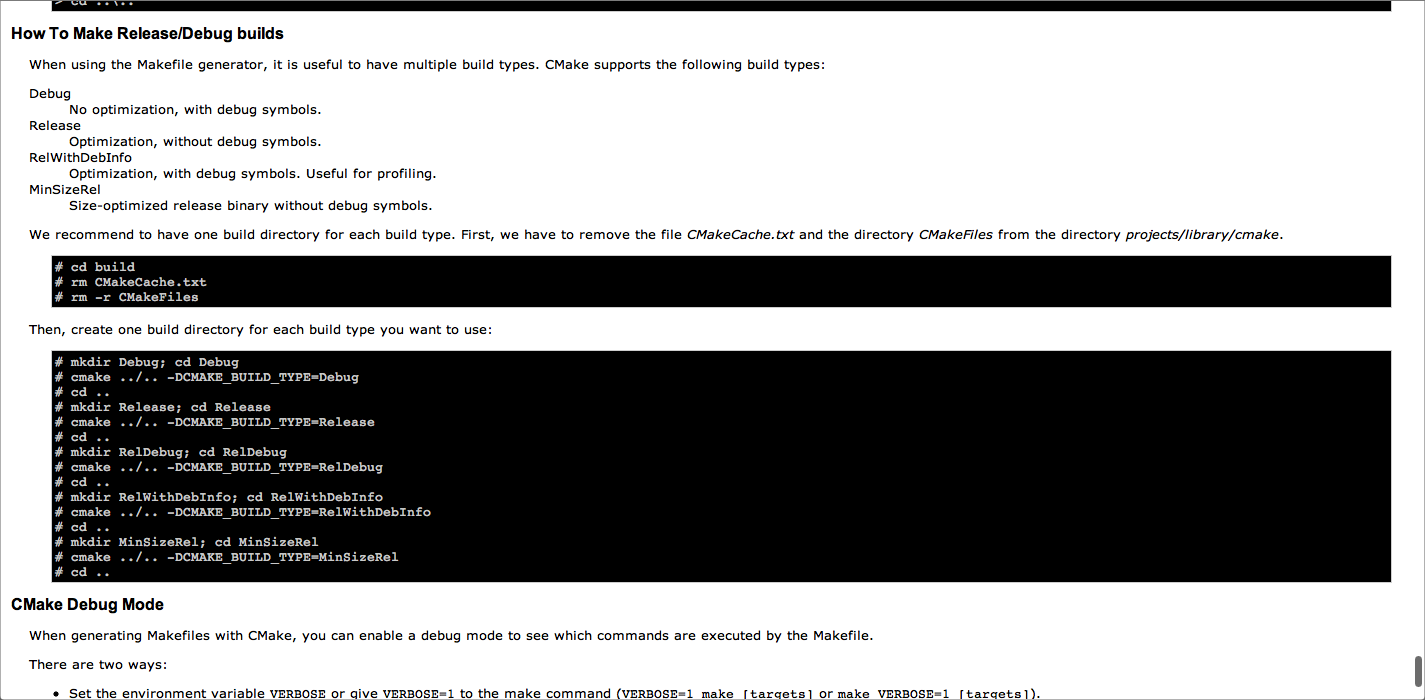 > cd ..\..
How To Make Release/Debug builds
When using the Makefile generator, it is useful to have multiple build types. CMake supports the following build types:
Debug
No optimization, with debug symbols.
Release
Optimization, without debug symbols.
RelWithDebInfo
Optimization, with debug symbols. Useful for profiling.
MinSizeRel
Size-optimized release binary without debug symbols.
We recommend to have one build directory for each build type. First, we have to remove the file CMakeCache.txt and the directory CMakeFiles from the directory projects/library/cmake.
# cd build
# rm CMakeCache.txt
# rm -r CMakeFiles
Then, create one build directory for each build type you want to use:
# mkdir Debug; cd Debug
# cmake ../.. -DCMAKE_BUILD_TYPE=Debug
# cd ..
# mkdir Release; cd Release
# cmake ../.. -DCMAKE_BUILD_TYPE=Release
# cd ..
# mkdir RelDebug; cd RelDebug
# cmake ../.. -DCMAKE_BUILD_TYPE=RelDebug
# cd ..
# mkdir RelWithDebInfo; cd RelWithDebInfo
# cmake ../.. -DCMAKE_BUILD_TYPE=RelWithDebInfo
# cd ..
# mkdir MinSizeRel; cd MinSizeRel
# cmake ../.. -DCMAKE_BUILD_TYPE=MinSizeRel
# cd ..
CMake Debug Mode
When generating Makefiles with CMake, you can enable a debug mode to see which commands are executed by the Makefile.
There are two ways:
• Set the environment variable VERBOSE or give VERBOSE=1 to the make command (VERBOSE=1 make [targets] or make VERBOSE=1 [targets]).